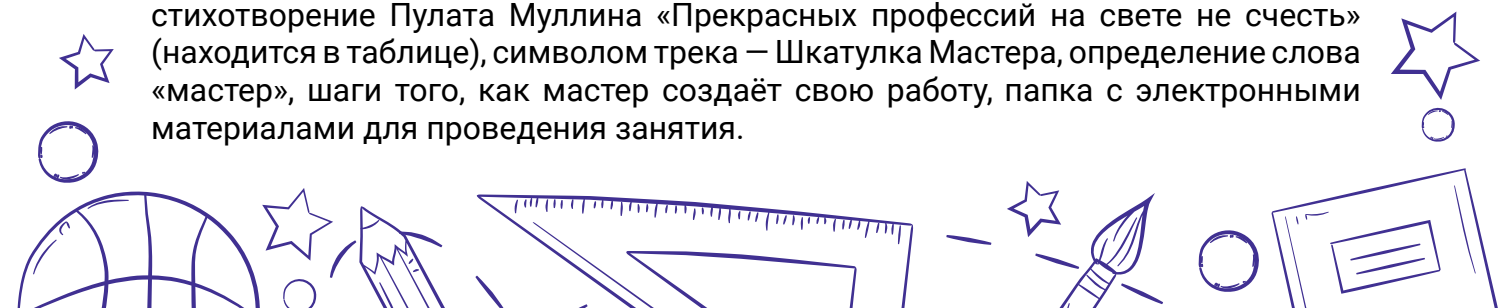 стихотворение Пулата Муллина «Прекрасных профессий на свете не счесть»
(находится в таблице), символом трека — Шкатулка Мастера, определение слова
«мастер», шаги того, как мастер создаёт свою работу, папка с электронными
материалами для проведения занятия.